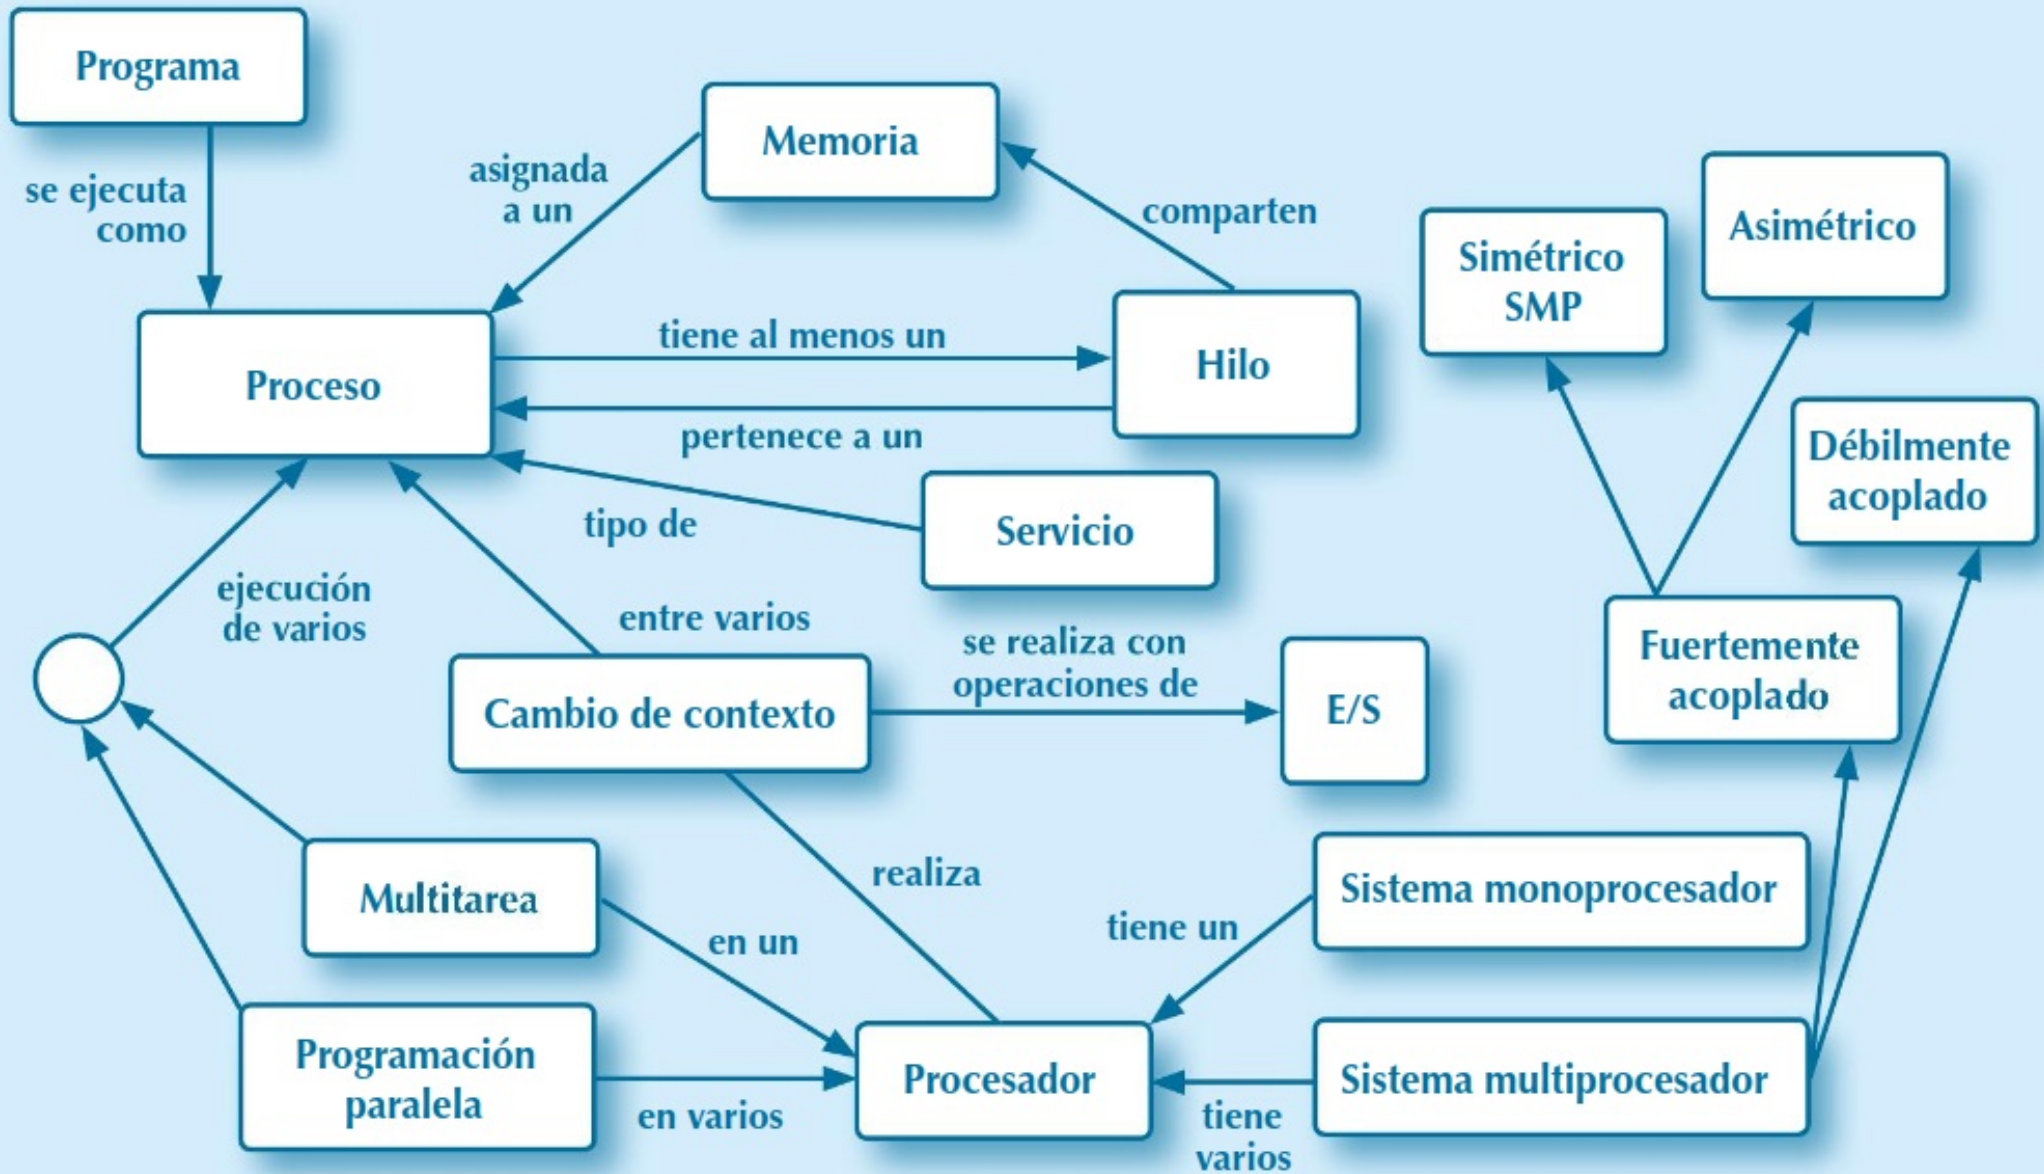 Programa
se ejecuta
como
Memoria
asignada
a un
comparten
Simétrico
SMP
Asimétrico
Proceso
tiene al menos un
Hilo
pertenece a un
Débilmente
acoplado
tipo de
Servicio
ejecución
de varios
entre varios
se realiza con
operaciones de
Fuertemente
acoplado
Cambio de contexto
E/S
Multitarea
realiza
en un
tiene un
Sistema monoprocesador
Programación
paralela
en varios
Procesador
tiene
varios
Sistema multiprocesador